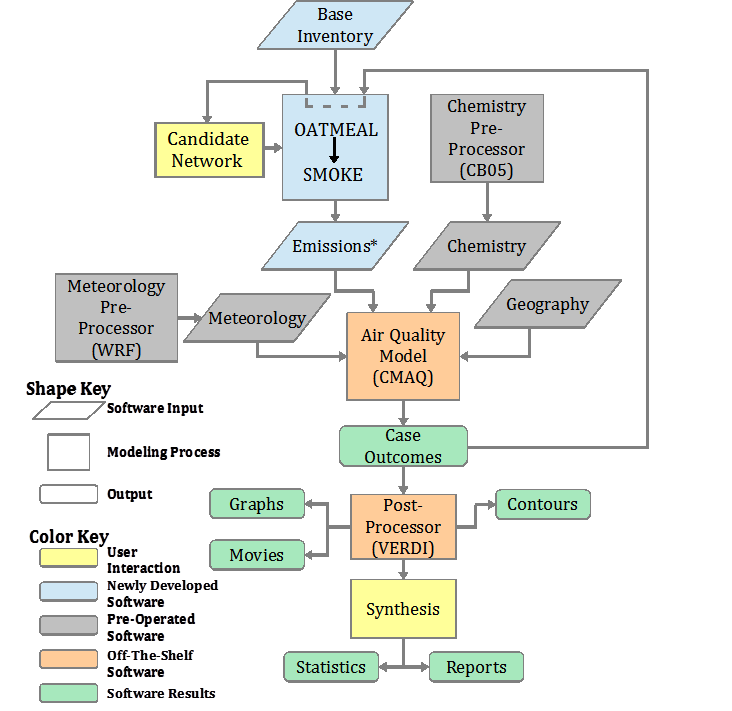 Base
Inventory
OATMEAL
SMOKE
Candidate
Network
Chemistry
Pre-
Processor
(CB05)
Emissions*
Chemistry
Meteorology
Pre-
Processor
(WRF)
Meteorology
Geography
Air Quality
Model
(CMAQ)
Case
Outcomes
Post-
Processor
(VERDI)
Graphs
Movies
Contours
Synthesis
Statistics
Reports
Shape Key
Software Input
Modeling Process
Output
Color Key
User
Interaction
Newly Developed
Software
Pre-Operated
Software
Off-The-Shelf
Software
Software Results